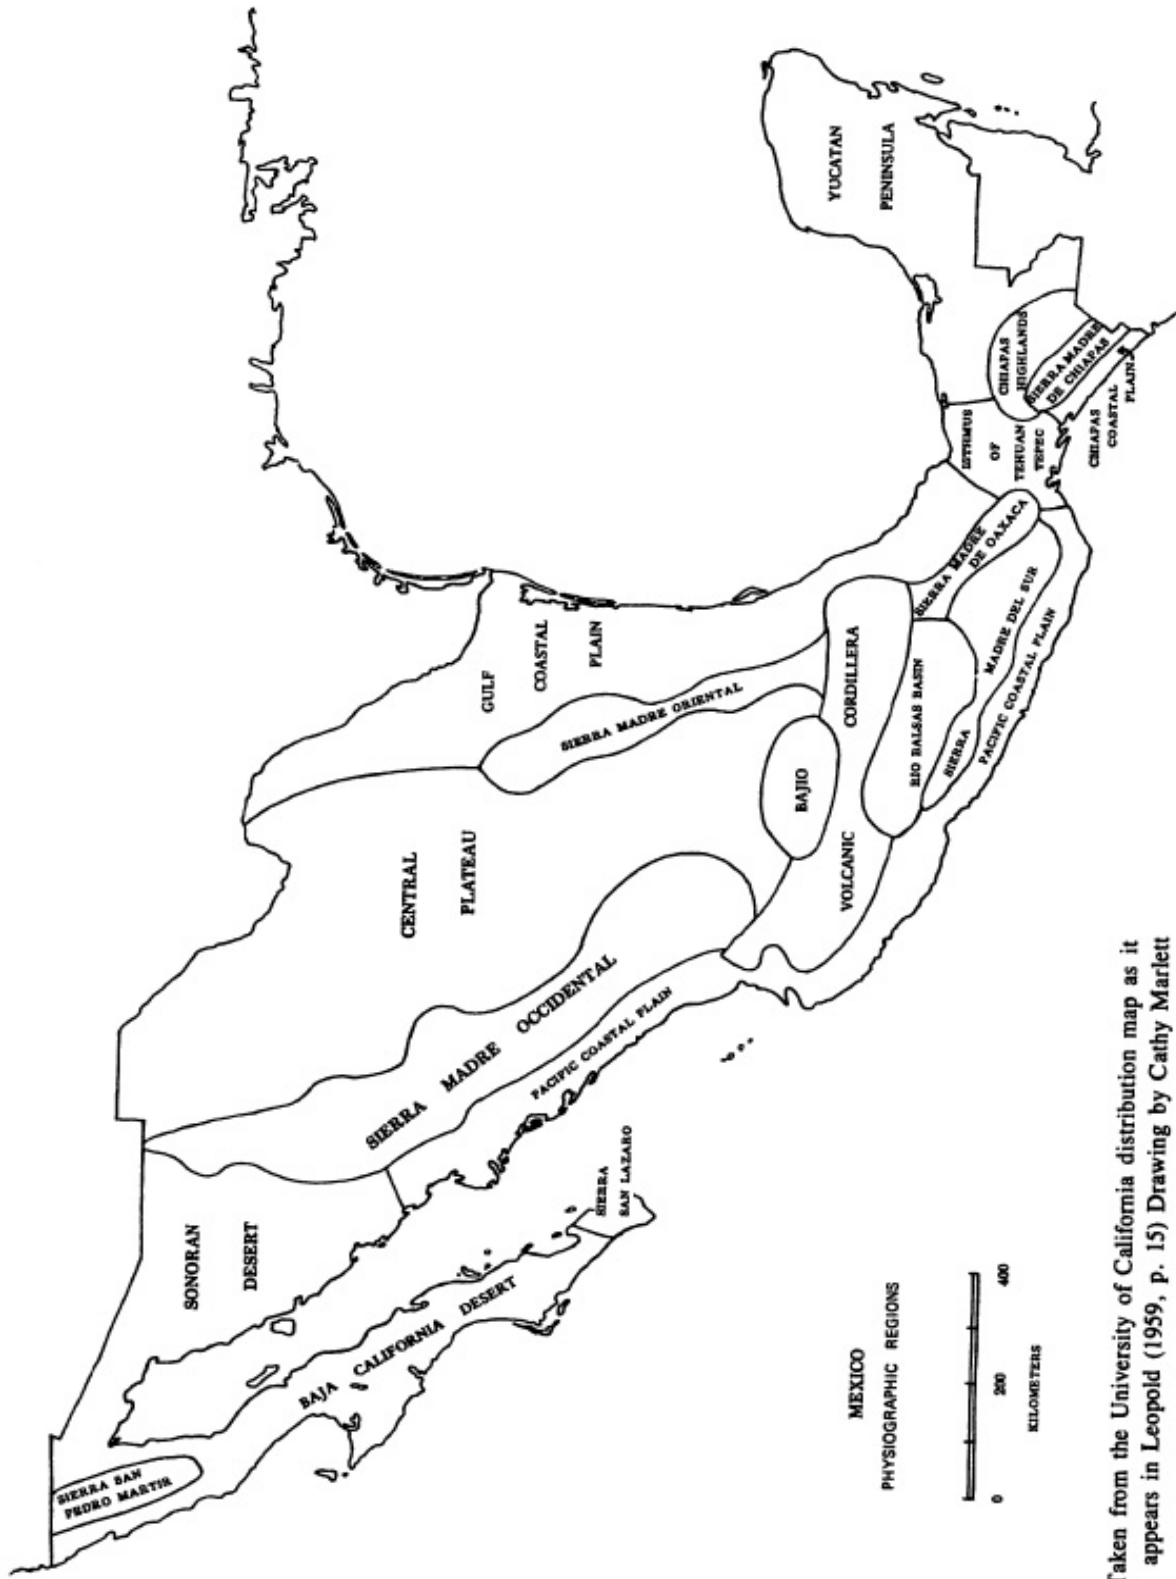 SIERRA SAN
PEDRO MARTIR
SONORAN
DESERT
BAJA CALIFORNIA DESERT
SIERRA
SAN LAZARO
SIERRA MADRE OCCIDENTAL
PACIFIC COASTAL PLAIN
CENTRAL
PLATEAU
GULF
COASTAL
PLAIN
SIERRA MADRE ORIENTAL
BAJIO
VOLCANIC CORDILLERA
RIO BALSAS BASIN
SIERRA MADRE DEL SUR
PACIFIC COASTAL PLAIN
SIERRA MADRE
DE OAXACA
ISTHMUS
OF
TEHUAN
TEPEC
CHIAPAS
HIGHLANDS
SIERRA MADRE
DE CHIAPAS
CHIAPAS
COASTAL
PLAIN
YUCATAN
PENINSULA
MEXICO
PHYSIOGRAPHIC REGIONS
0 200 400
KILOMETERS
Taken from the University of California distribution map as it
appears in Leopold (1959, p. 15) Drawing by Cathy Marlett